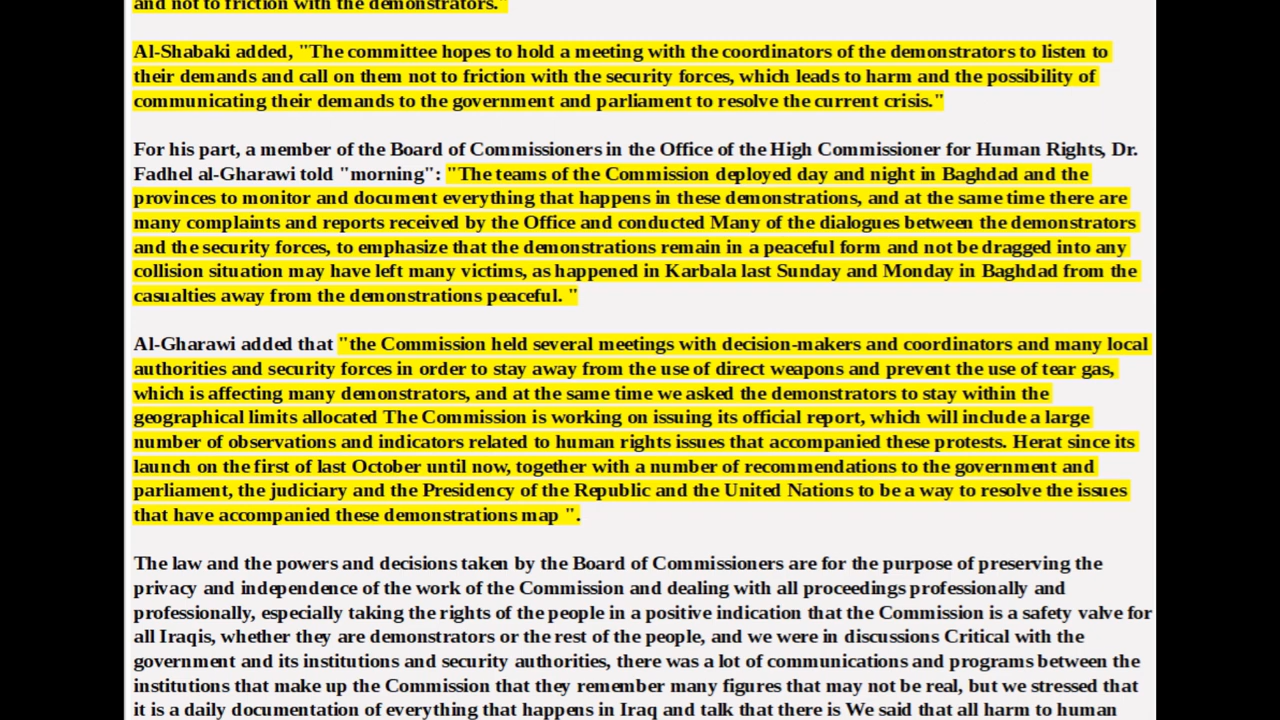 and not to friction with the demonstrators."
Al-Shabaki added, "The committee hopes to hold a meeting with the coordinators of the demonstrators to listen to
their demands and call on them not to friction with the security forces, which leads to harm and the possibility of
communicating their demands to the government and parliament to resolve the current crisis."
For his part, a member of the Board of Commissioners in the Office of the High Commissioner for Human Rights, Dr.
Fadhel al-Gharawi told "morning": "The teams of the Commission deployed day and night in Baghdad and the
provinces to monitor and document everything that happens in these demonstrations, and at the same time there are
many complaints and reports received by the Office and conducted Many of the dialogues between the demonstrators
and the security forces, to emphasize that the demonstrations remain in a peaceful form and not be dragged into any
collision situation may have left many victims, as happened in Karbala last Sunday and Monday in Baghdad from the
casualties away from the demonstrations peaceful. "
Al-Gharawi added that "the Commission held several meetings with decision-makers and coordinators and many local
authorities and security forces in order to stay away from the use of direct weapons and prevent the use of tear gas,
which is affecting many demonstrators, and at the same time we asked the demonstrators to stay within the
geographical limits allocated The Commission is working on issuing its official report, which will include a large
number of observations and indicators related to human rights issues that accompanied these protests. Herat since its
launch on the first of last October until now, together with a number of recommendations to the government and
parliament, the judiciary and the Presidency of the Republic and the United Nations to be a way to resolve the issues
that have accompanied these demonstrations map ".
The law and the powers and decisions taken by the Board of Commissioners are for the purpose of preserving the
privacy and independence of the work of the Commission and dealing with all proceedings professionally and
professionally, especially taking the rights of the people in a positive indication that the Commission is a safety valve for
all Iraqis, whether they are demonstrators or the rest of the people, and we were in discussions Critical with the
government and its institutions and security authorities, there was a lot of communications and programs between the
institutions that make up the Commission that they remember many figures that may not be real, but we stressed that
it is a daily documentation of everything that happens in Iraq and talk that there is We said that all harm to human